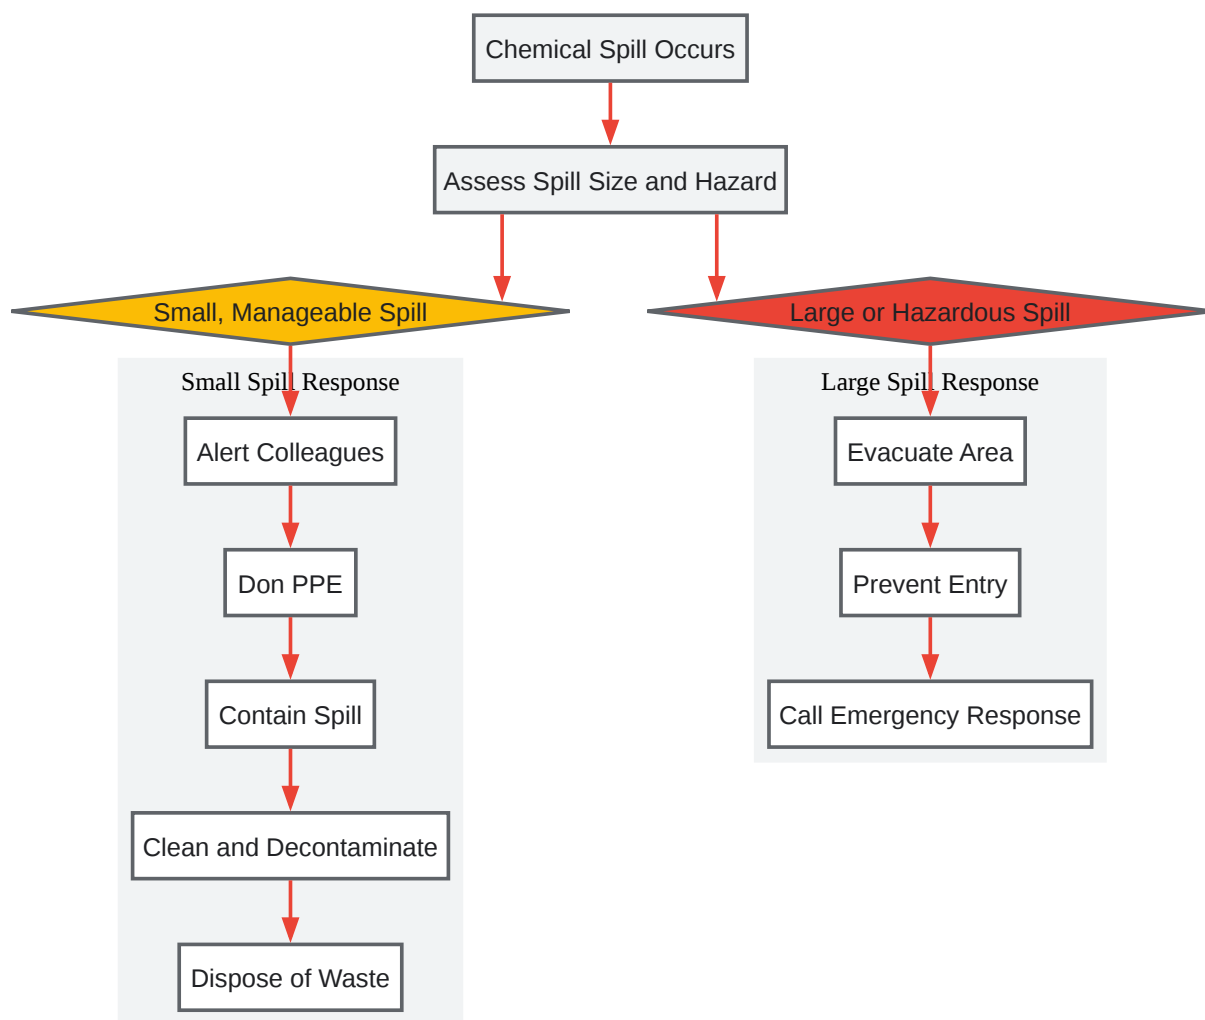 Chemical Spill Occurs
Assess Spill Size and Hazard
Small, Manageable Spill
Large or Hazardous Spill
Small Spill Response
Alert Colleagues
Don PPE
Contain Spill
Clean and Decontaminate
Dispose of Waste
Large Spill Response
Evacuate Area
Prevent Entry
Call Emergency Response